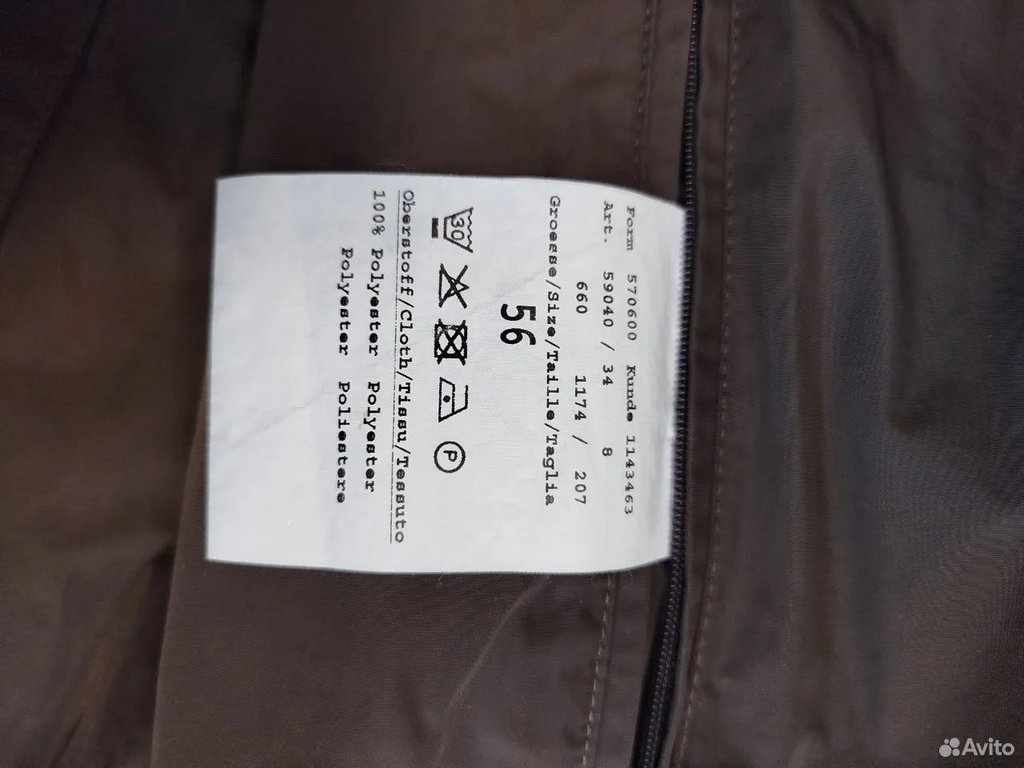 Form 570600 Kunde 1143463
Art. 59040 / 34 8
660 1174 / 207
Groesse/Size/Taille/Taglia
56
30
P
Oberstoff/Cloth/Tissu/Tessuto
100% Polyester Polyester
Polyester Poliestere
Avito